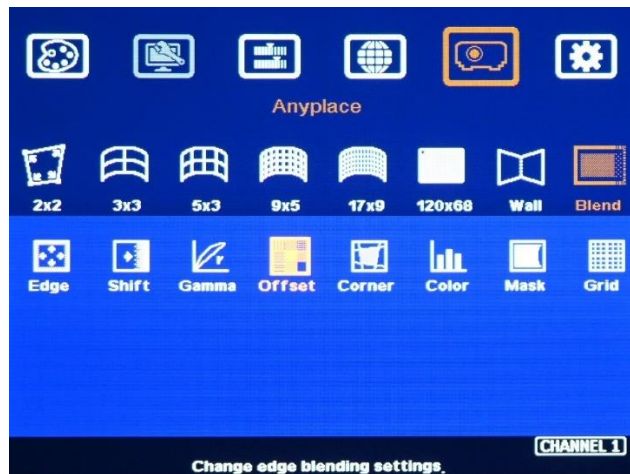 Anyplace
2x2 3x3 5x3 9x5 17x9 120x68 Wall Blend
Edge Shift Gamma Offset Corner Color Mask Grid
CHANNEL 1
Change edge blending settings.